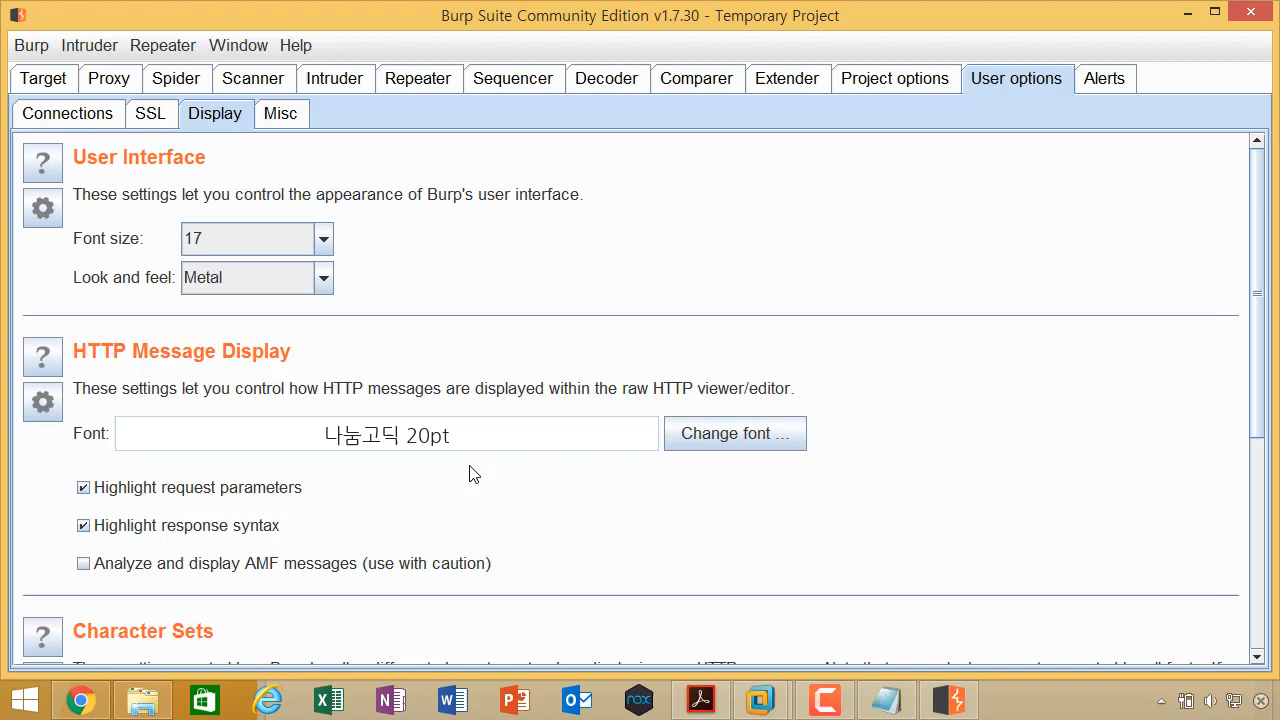 Burp Suite Community Edition v1.7.30 - Temporary Project
Burp Intruder Repeater Window Help
Target Proxy Spider Scanner Intruder Repeater Sequencer Decoder Comparer Extender Project options User options Alerts
Connections SSL Display Misc
? User Interface
These settings let you control the appearance of Burp's user interface.
Font size: 17
Look and feel: Metal
? HTTP Message Display
These settings let you control how HTTP messages are displayed within the raw HTTP viewer/editor.
Font: 나눔고딕 20pt Change font ...
Highlight request parameters
Highlight response syntax
Analyze and display AMF messages (use with caution)
? Character Sets
nox